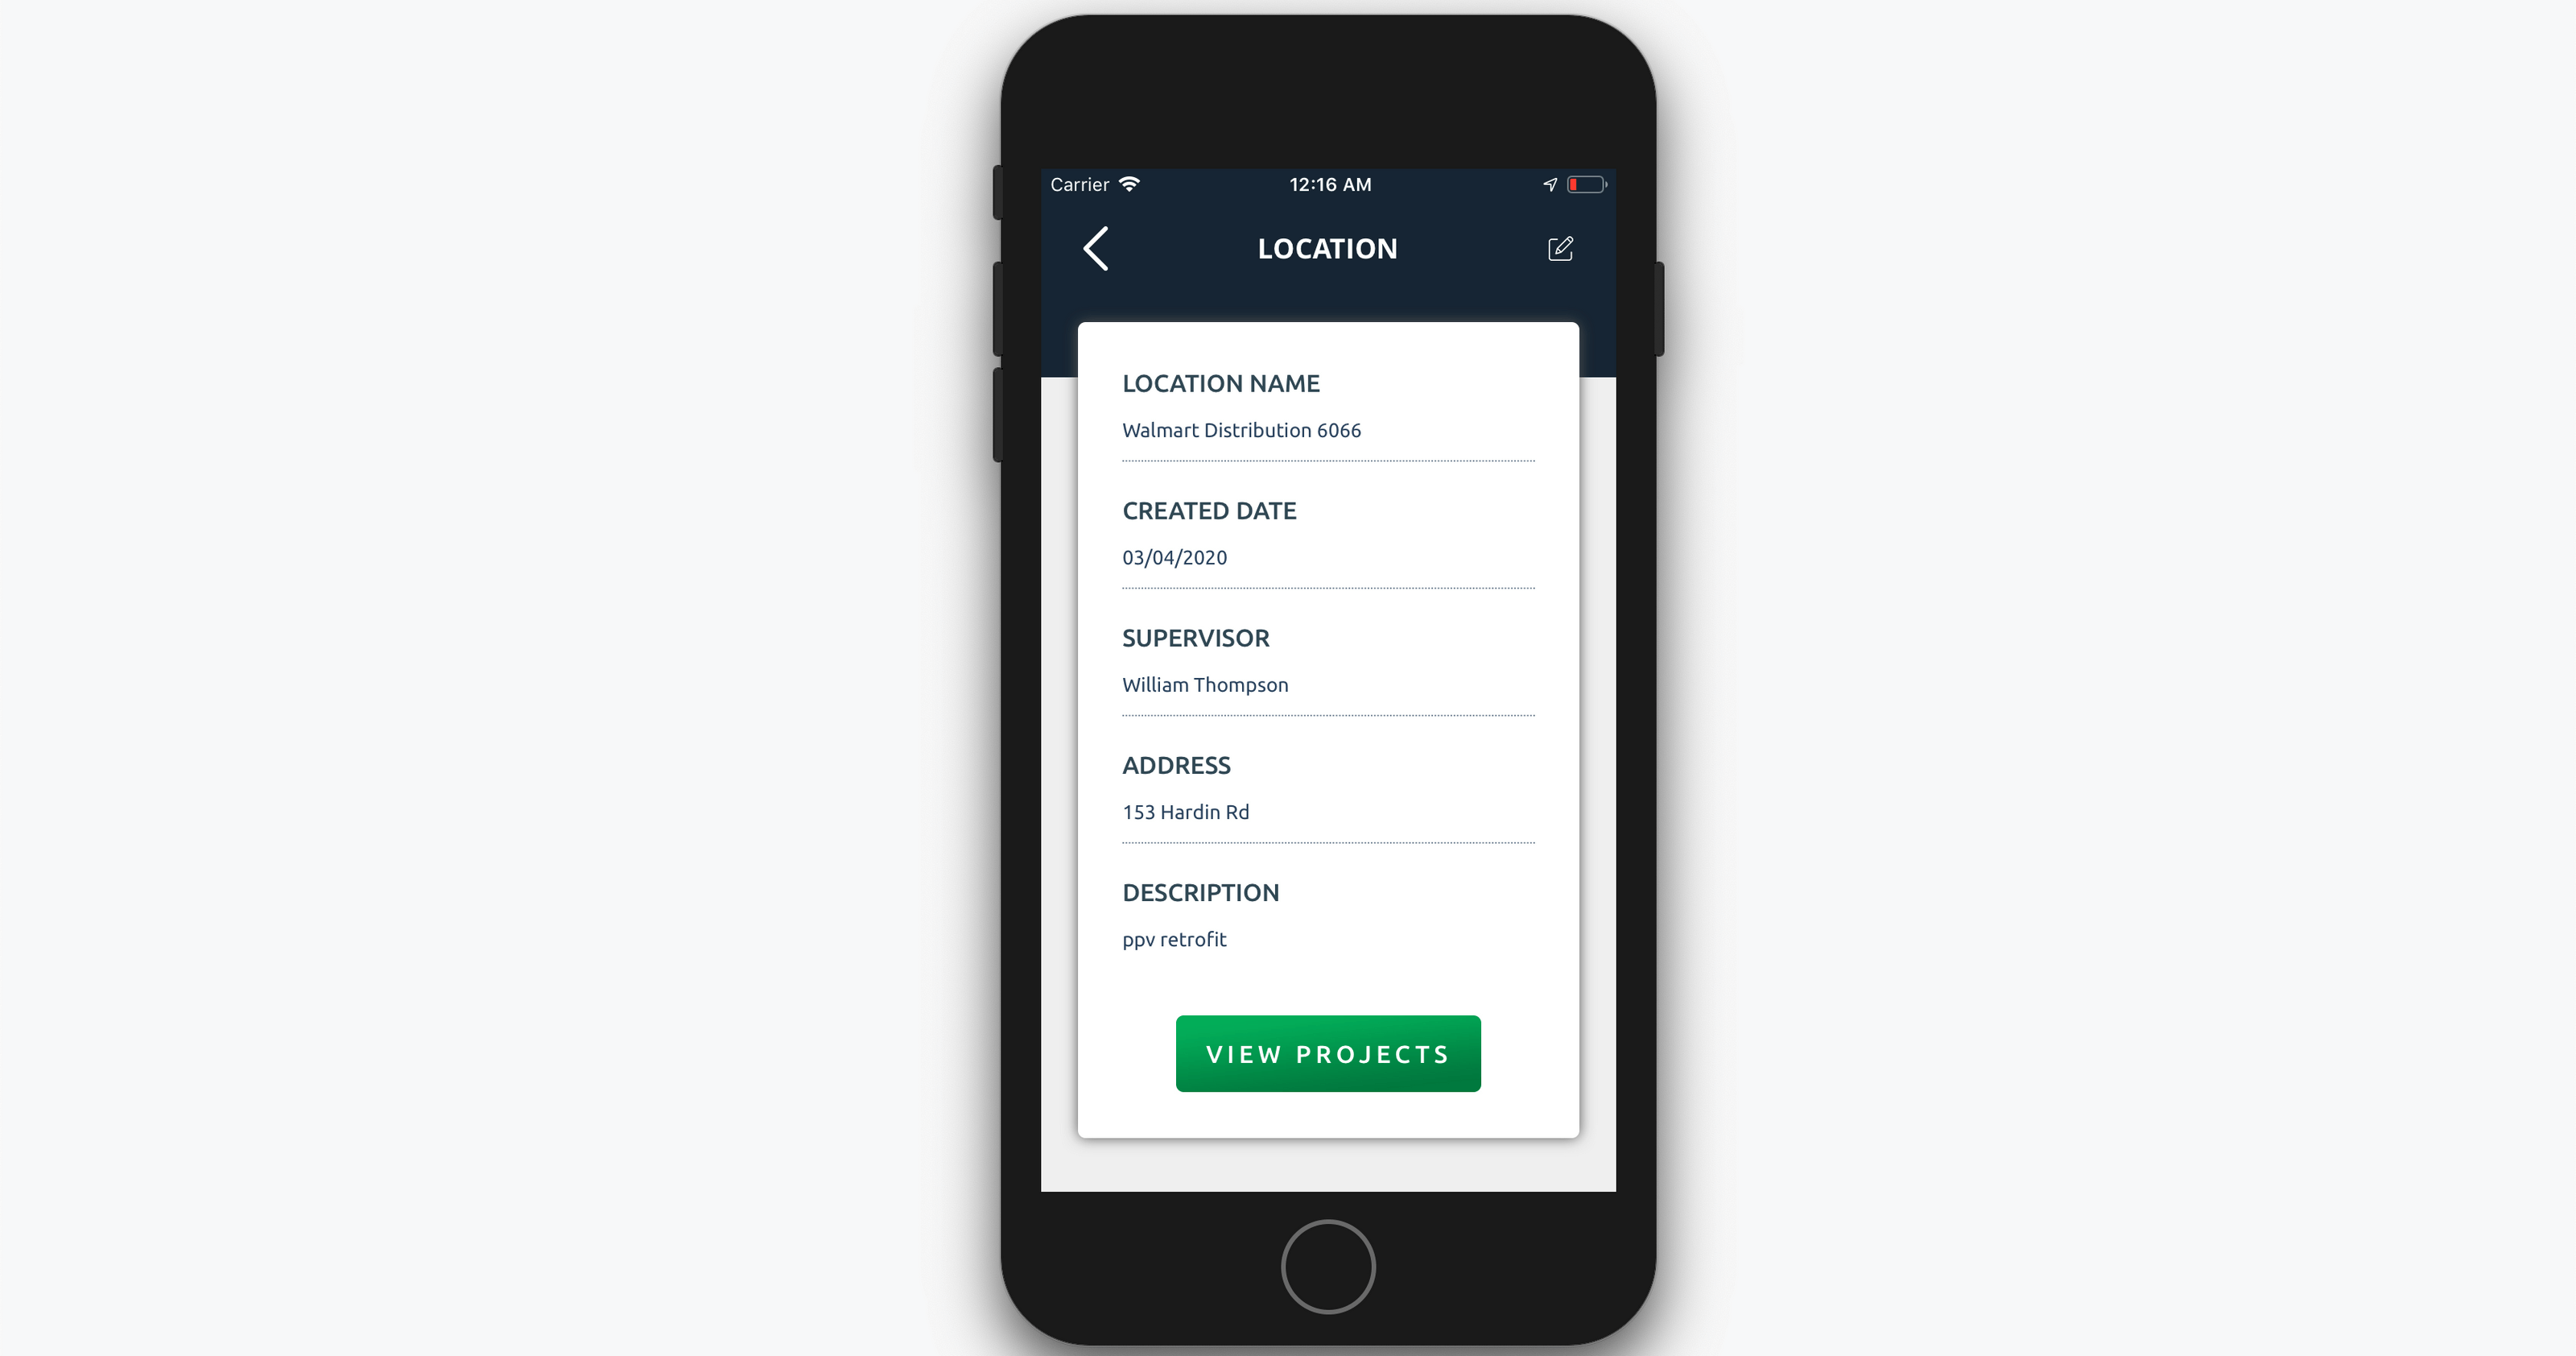 Carrier
12:16 AM
LOCATION
LOCATION NAME
Walmart Distribution 6066
CREATED DATE
03/04/2020
SUPERVISOR
William Thompson
ADDRESS
153 Hardin Rd
DESCRIPTION
ppv retrofit
VIEW PROJECTS